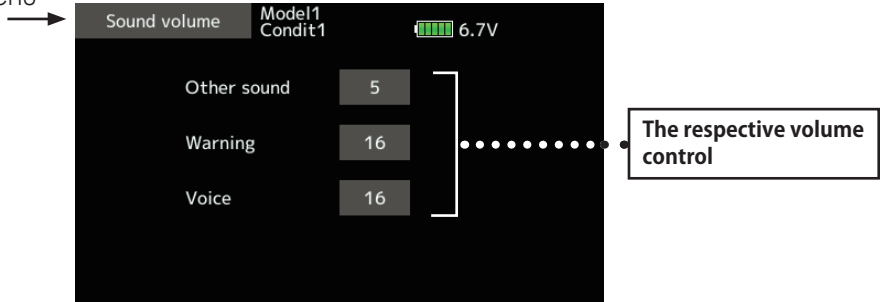 Sound volume
Model1
Condit1
6.7V
Other sound 5
Warning 16
Voice 16
The respective volume
control